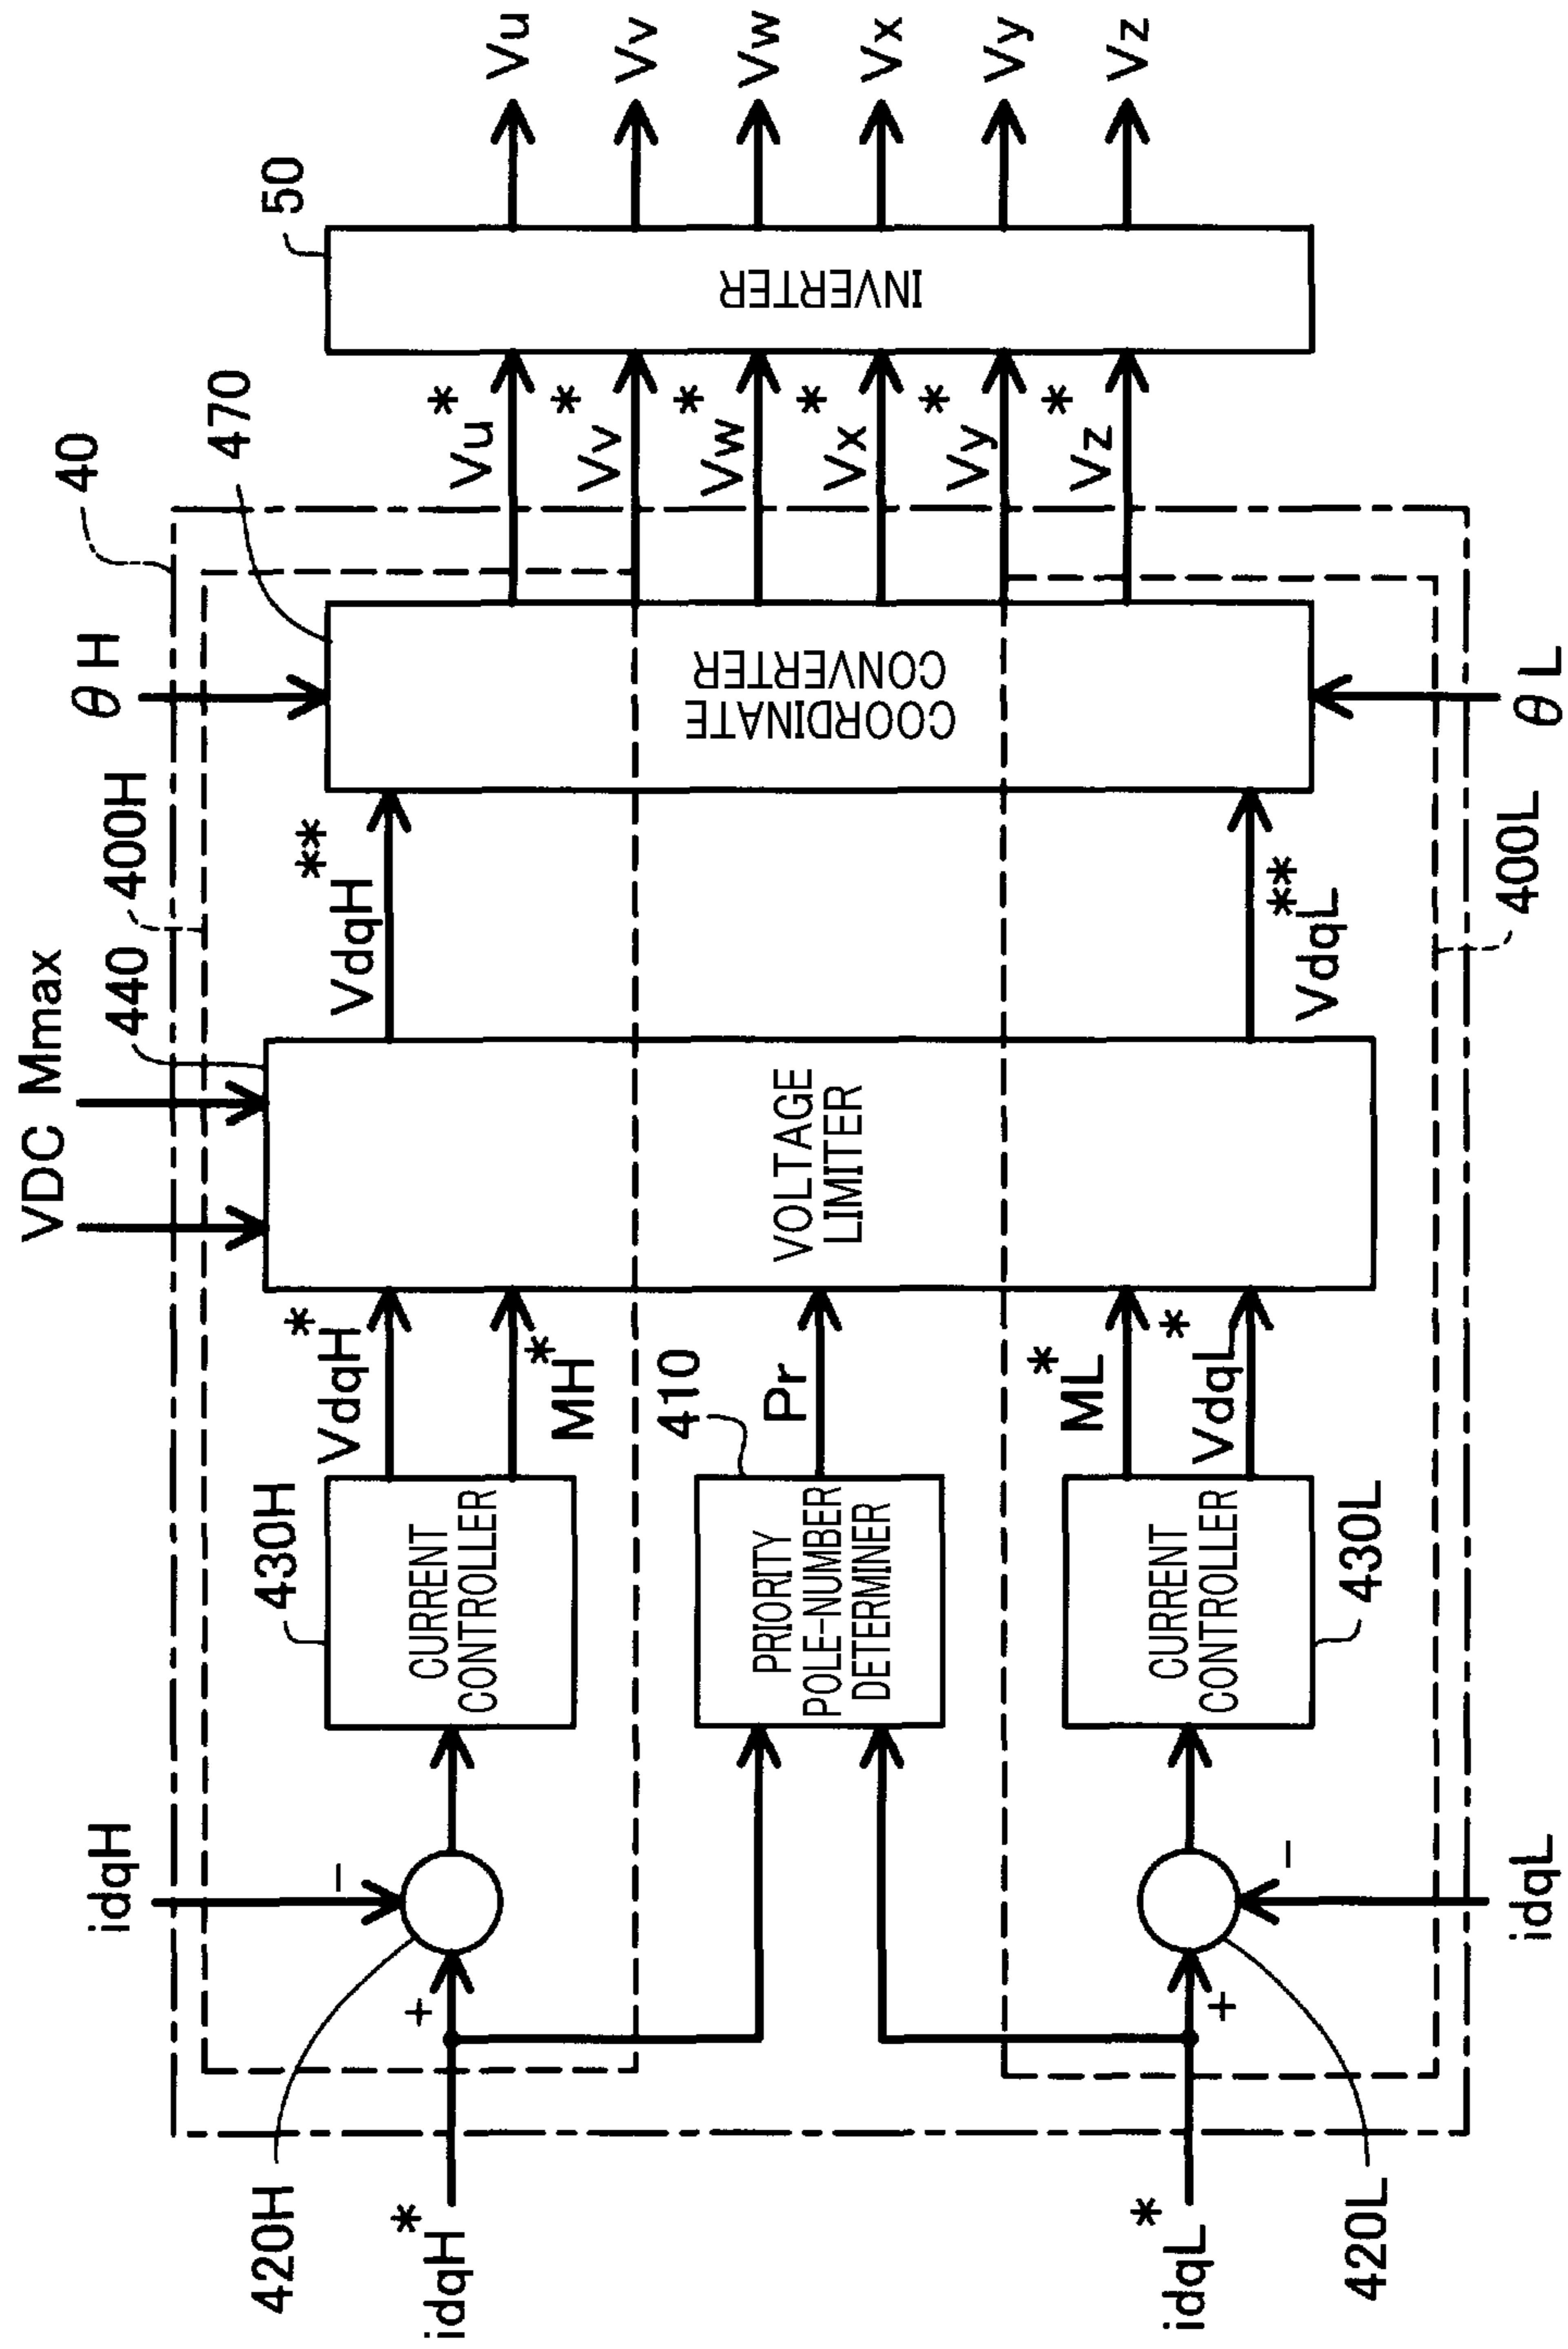 VDC Mmax
idqH
440 400H
θH
40
470
50
420H
430H
VdqH*
VdqH**
idqH*
+
−
CURRENT
CONTROLLER
MH*
Vu*
Vu
Vv*
Vv
410
PRIORITY
POLE-NUMBER
DETERMINER
Pr
VOLTAGE
LIMITER
COORDINATE
CONVERTER
Vw*
Vw
INVERTER
Vx*
Vx
Vy*
Vy
ML*
Vz*
Vz
idqL*
+
−
CURRENT
CONTROLLER
VdqL*
VdqL**
420L
430L
400L
idqL
θL